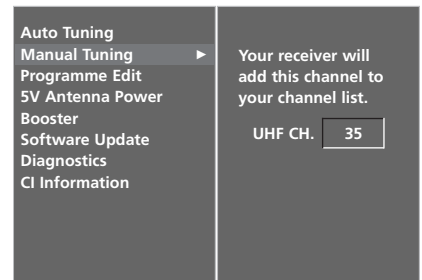 Auto Tuning
Manual Tuning
Programme Edit
5V Antenna Power
Booster
Software Update
Diagnostics
CI Information
Your receiver will
add this channel to
your channel list.
UHF CH. 35